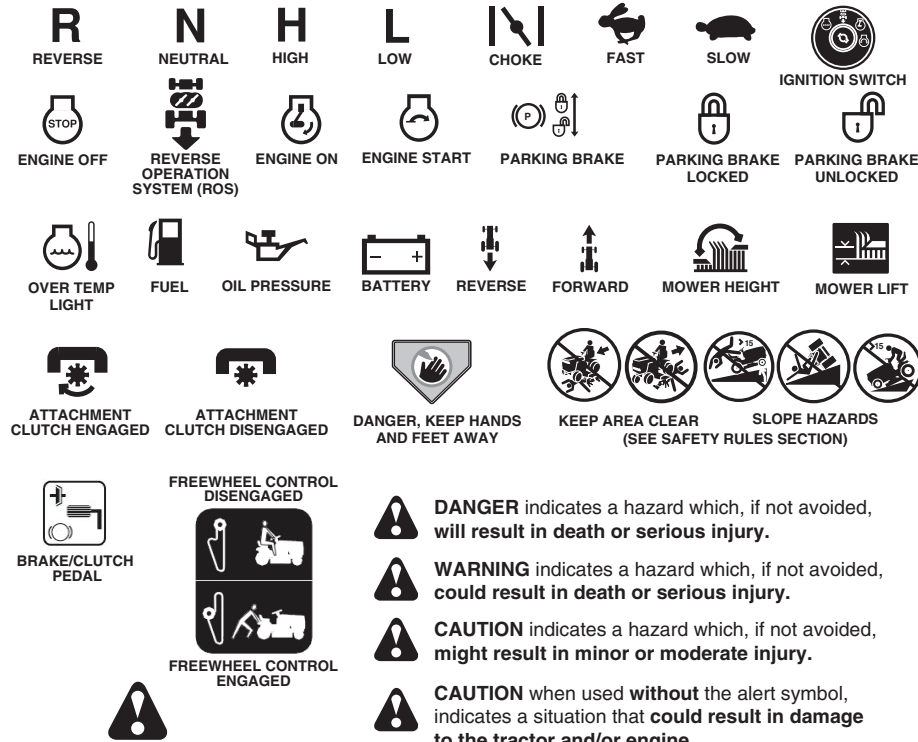 R N H L
REVERSE NEUTRAL HIGH LOW CHOKE FAST SLOW
IGNITION SWITCH
STOP P
ENGINE OFF REVERSE OPERATION SYSTEM (ROS) ENGINE ON ENGINE START PARKING BRAKE PARKING BRAKE LOCKED PARKING BRAKE UNLOCKED
- +
OVER TEMP LIGHT FUEL OIL PRESSURE BATTERY REVERSE FORWARD MOWER HEIGHT MOWER LIFT
15 15
ATTACHMENT CLUTCH ENGAGED ATTACHMENT CLUTCH DISENGAGED DANGER, KEEP HANDS AND FEET AWAY KEEP AREA CLEAR SLOPE HAZARDS
(SEE SAFETY RULES SECTION)
FREEWHEEL CONTROL
DISENGAGED
BRAKE/CLUTCH
PEDAL
FREEWHEEL CONTROL
ENGAGED
DANGER indicates a hazard which, if not avoided,
will result in death or serious injury.
WARNING indicates a hazard which, if not avoided,
could result in death or serious injury.
CAUTION indicates a hazard which, if not avoided,
might result in minor or moderate injury.
CAUTION when used without the alert symbol,
indicates a situation that could result in damage
to the tractor and/or engine.